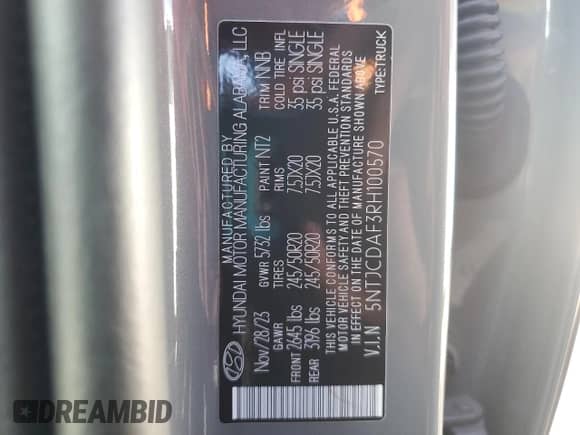 MANUFACTURED BY
HYUNDAI MOTOR MANUFACTURING ALABAMA, LLC
Nov/28/23 GVWR 5732 lbs PAINT NT2 TRIM NNB
GAWR TIRES RIMS COLD TIRE INFL
FRONT 2645 lbs 245/50R20 7.5JX20 35 psi SINGLE
REAR 3196 lbs 245/50R20 7.5JX20 35 psi SINGLE
THIS VEHICLE CONFORMS TO ALL APPLICABLE U.S.A. FEDERAL
MOTOR VEHICLE SAFETY AND THEFT PREVENTION STANDARDS
IN EFFECT ON THE DATE OF MANUFACTURE SHOWN ABOVE
V.I.N 5NTJCDAF3RH100570 TYPE:TRUCK
DREAMBID